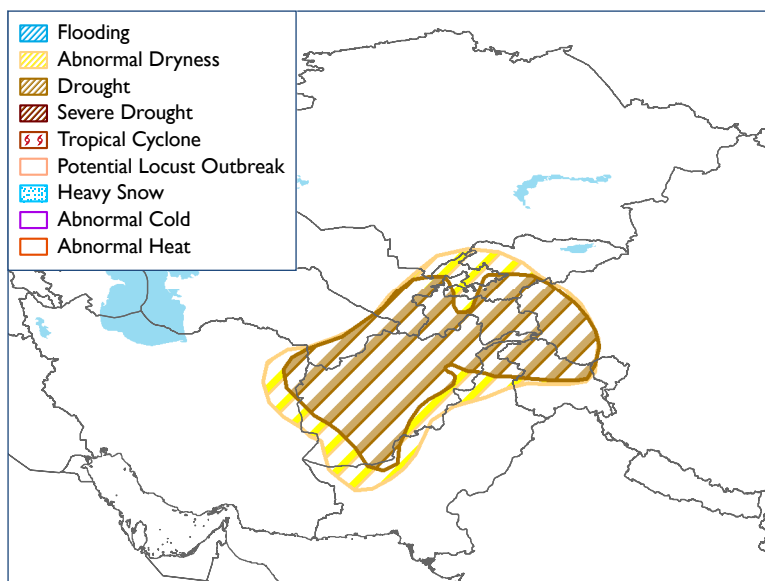 Flooding
Abnormal Dryness
Drought
Severe Drought
Tropical Cyclone
Potential Locust Outbreak
Heavy Snow
Abnormal Cold
Abnormal Heat